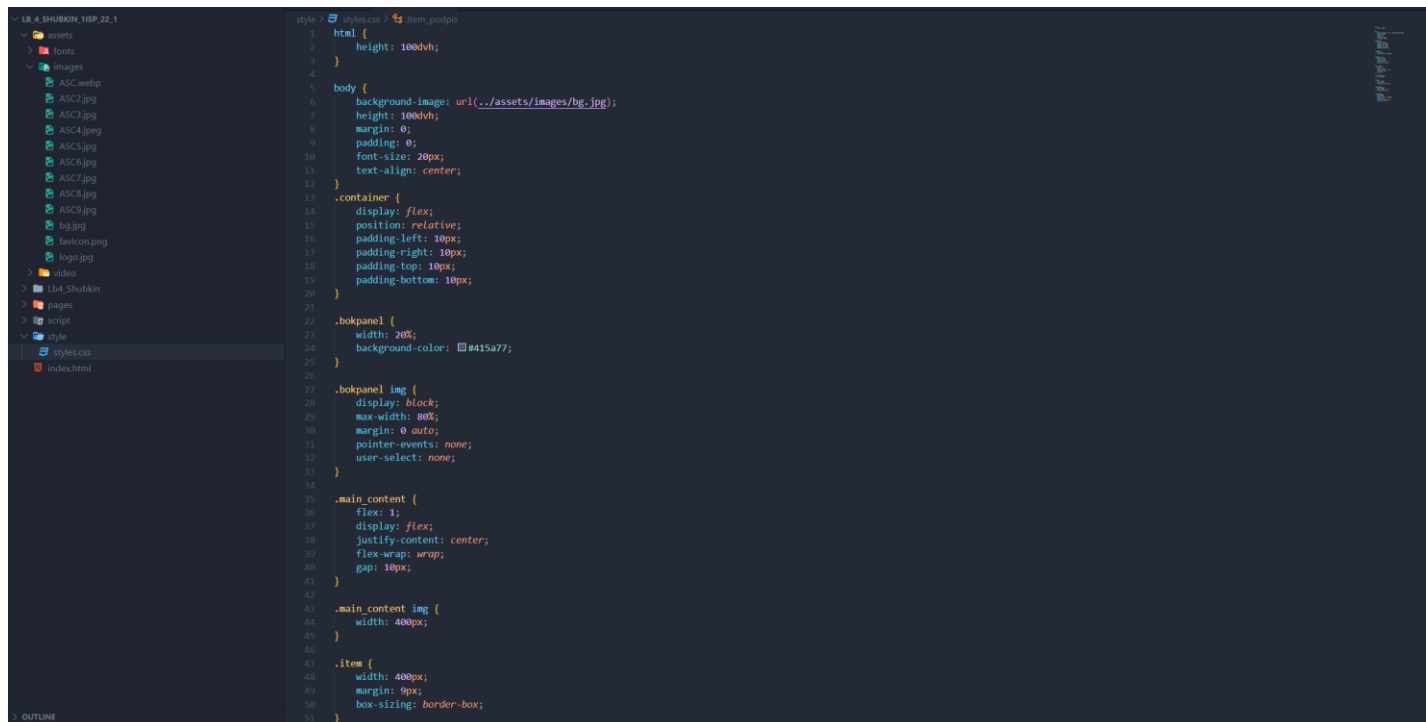 LB_4_SHUBKIN_1ISP_22_1
assets
fonts
images
ASC.webp
ASC2.jpg
ASC3.jpg
ASC4.jpeg
ASC5.jpg
ASC6.jpg
ASC7.jpg
ASC8.jpg
ASC9.jpg
bg.jpg
favicon.png
logo.jpg
video
Lb4_Shubkin
pages
script
style
styles.css
index.html
OUTLINE
style > styles.css > .item_podpis
1 html {
2 height: 100dvh;
3 }
4
5 body {
6 background-image: url(../assets/images/bg.jpg);
7 height: 100dvh;
8 margin: 0;
9 padding: 0;
10 font-size: 20px;
11 text-align: center;
12 }
13 .container {
14 display: flex;
15 position: relative;
16 padding-left: 10px;
17 padding-right: 10px;
18 padding-top: 10px;
19 padding-bottom: 10px;
20 }
21
22 .bokpanel {
23 width: 20%;
24 background-color: #415a77;
25 }
26
27 .bokpanel img {
28 display: block;
29 max-width: 80%;
30 margin: 0 auto;
31 pointer-events: none;
32 user-select: none;
33 }
34
35 .main_content {
36 flex: 1;
37 display: flex;
38 justify-content: center;
39 flex-wrap: wrap;
40 gap: 10px;
41 }
42
43 .main_content img {
44 width: 400px;
45 }
46
47 .item {
48 width: 400px;
49 margin: 9px;
50 box-sizing: border-box;
51 }